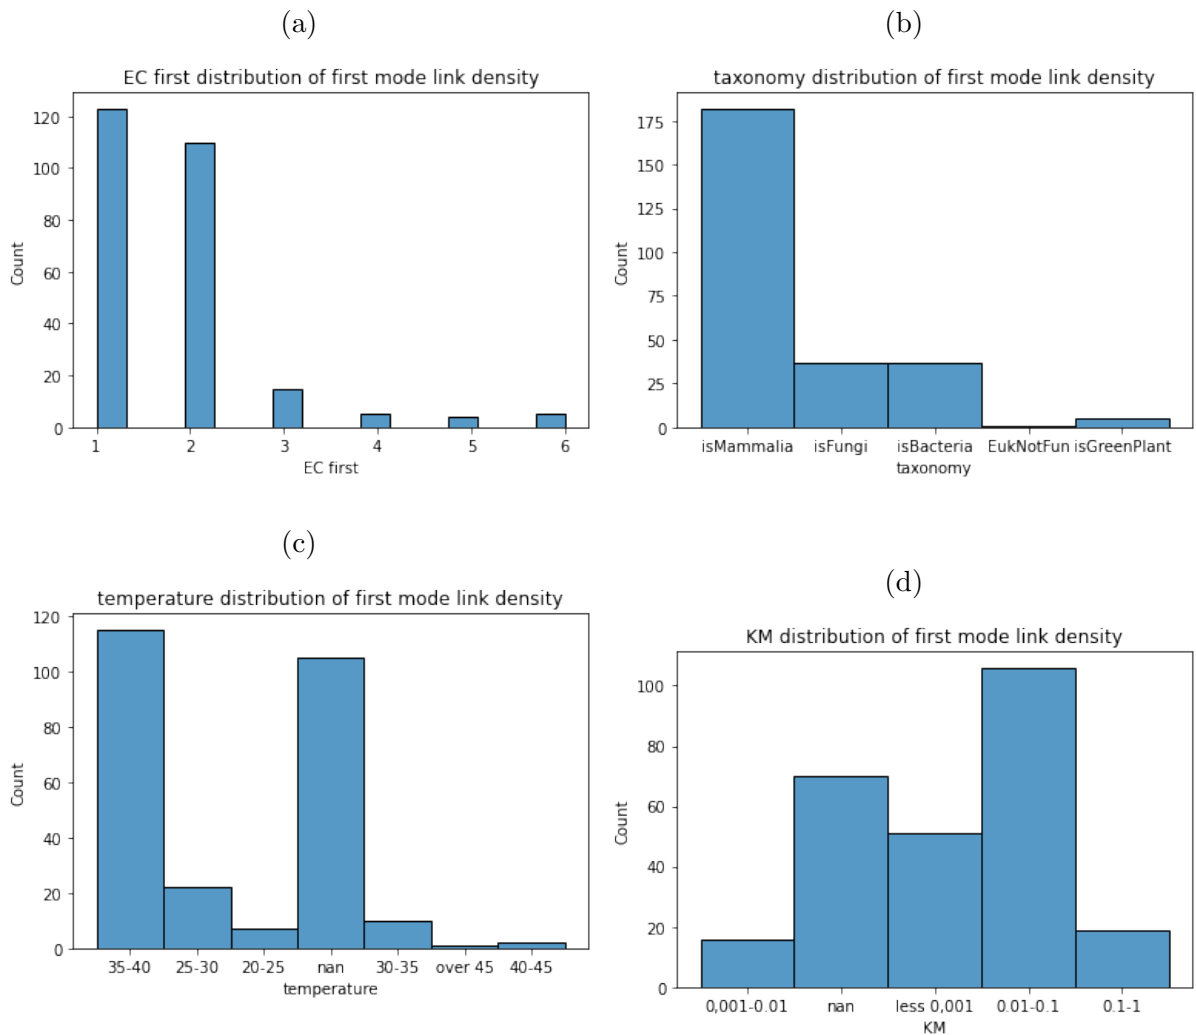 (a)
EC first distribution of first mode link density
120
100
80
60
40
20
0
Count
1 2 3 4 5 6
EC first
(b)
taxonomy distribution of first mode link density
175
150
125
100
75
50
25
0
Count
isMammalia isFungi isBacteria EukNotFun isGreenPlant
taxonomy
(c)
temperature distribution of first mode link density
120
100
80
60
40
20
0
Count
35-40 25-30 20-25 nan 30-35 over 45 40-45
temperature
(d)
KM distribution of first mode link density
100
80
60
40
20
0
Count
0,001-0.01 nan less 0,001 0.01-0.1 0.1-1
KM